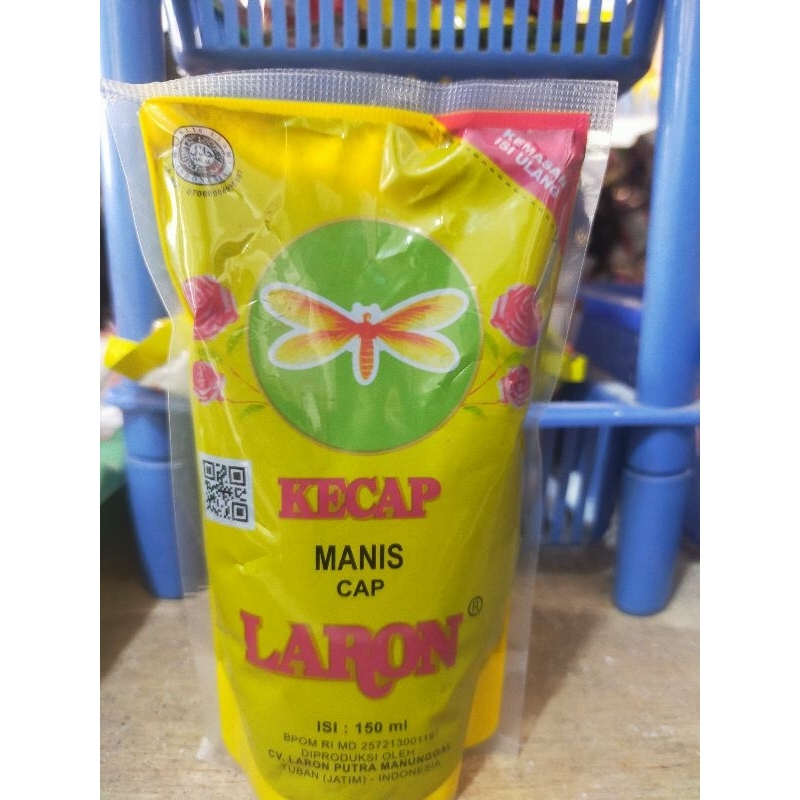 KEMASAN
ISI ULANG
KECAP
MANIS
CAP
LARON®
ISI : 150 ml
BPOM RI MD
DIPRODUKSI OLEH
CV. LARON PUTRA MANUNGGAL
TUBAN (JATIM) - INDONESIA